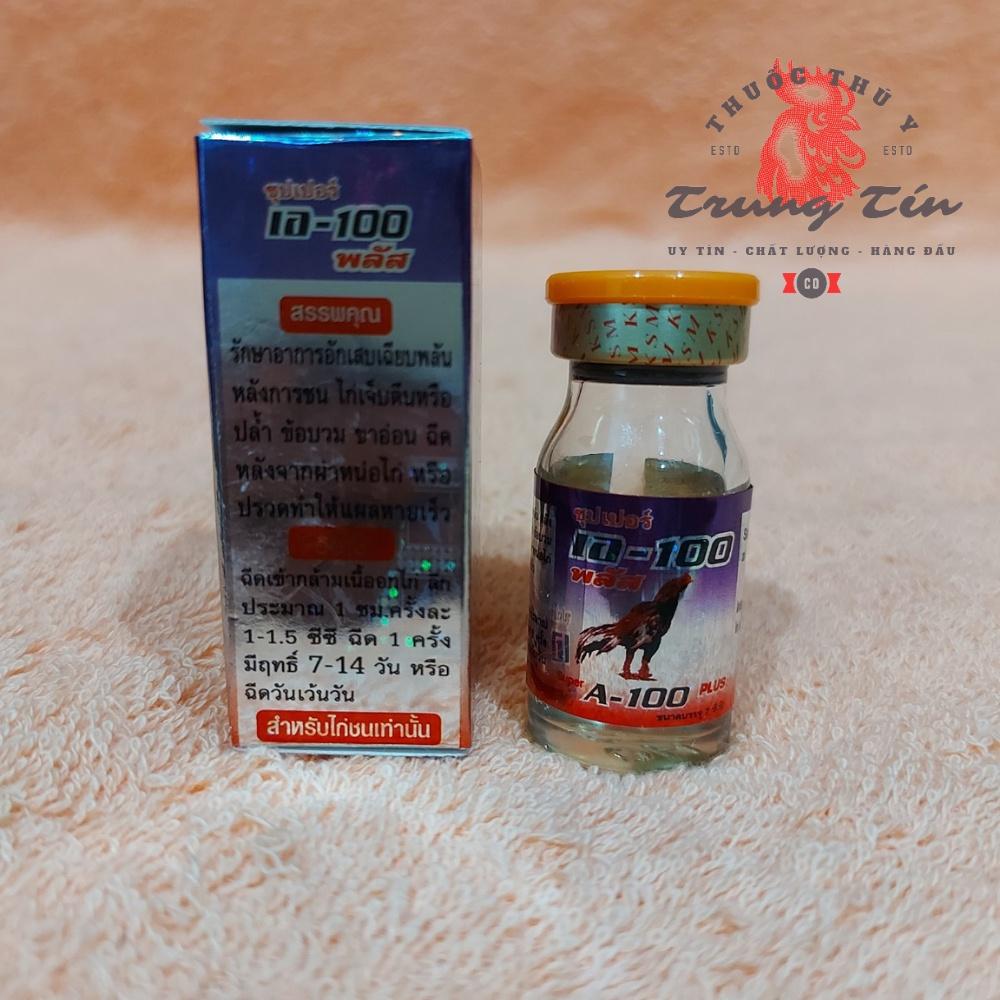 THUỐC THÚ Y
ESTD ESTD
Trung Tín
UY TÍN - CHẤT LƯỢNG - HÀNG ĐẦU
CO
ซุปเปอร์
เอ-100
พลัส
สรรพคุณ
รักษาอาการอักเสบเฉียบพลัน
หลังการชน ไก่เจ็บตีนหรือ
ปล้ำ ข้อบวม ขาอ่อน ฉีด
หลังจากผ่าหน่อไก่ หรือ
ปรวดทำให้แผลหายเร็ว
ฉีดเข้ากล้ามเนื้ออกไก่ ลึก
ประมาณ 1 ซม.ครั้งละ
1-1.5 ซีซี ฉีด 1 ครั้ง
มีฤทธิ์ 7-14 วัน หรือ
ฉีดวันเว้นวัน
สำหรับไก่ชนเท่านั้น
ซุปเปอร์
เอ-100
พลัส
Super A-100 PLUS
ขนาดบรรจุ